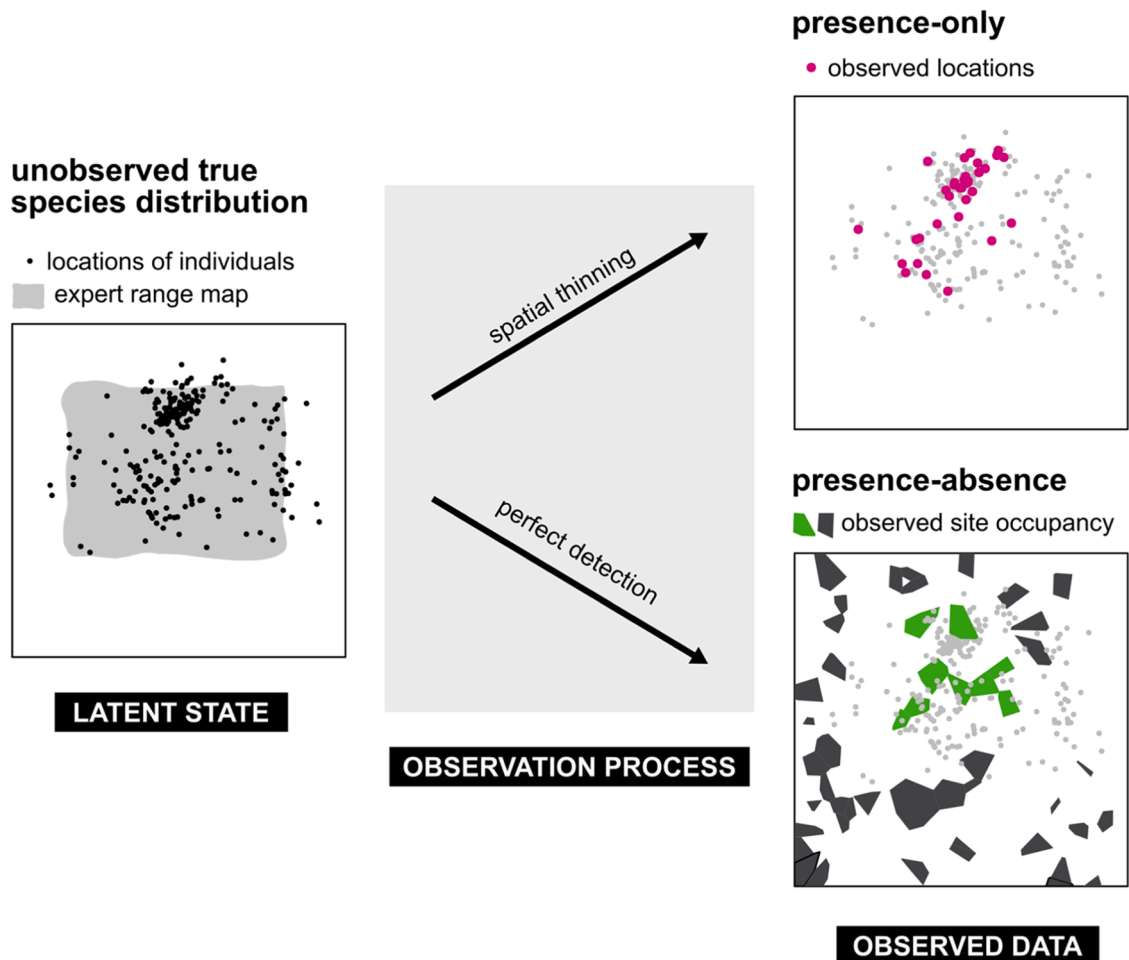 unobserved true
species distribution
locations of individuals
expert range map
LATENT STATE
spatial thinning
perfect detection
OBSERVATION PROCESS
presence-only
observed locations
presence-absence
observed site occupancy
OBSERVED DATA